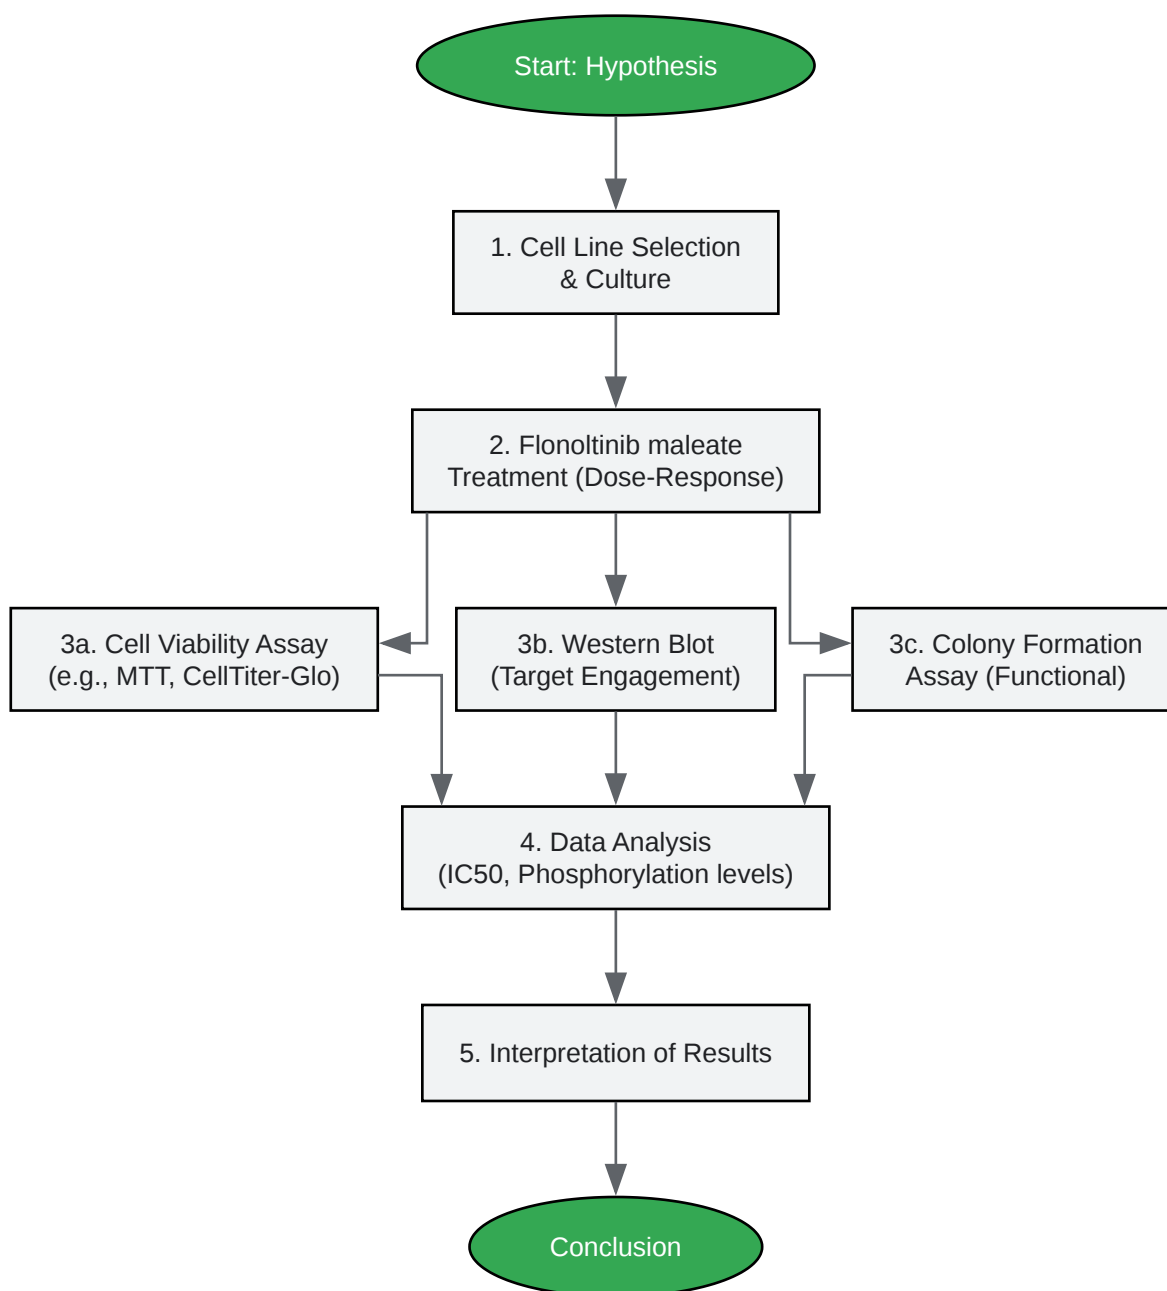 Start: Hypothesis
1. Cell Line Selection
& Culture
2. Flonoltinib maleate
Treatment (Dose-Response)
3a. Cell Viability Assay
(e.g., MTT, CellTiter-Glo)
3b. Western Blot
(Target Engagement)
3c. Colony Formation
Assay (Functional)
4. Data Analysis
(IC50, Phosphorylation levels)
5. Interpretation of Results
Conclusion